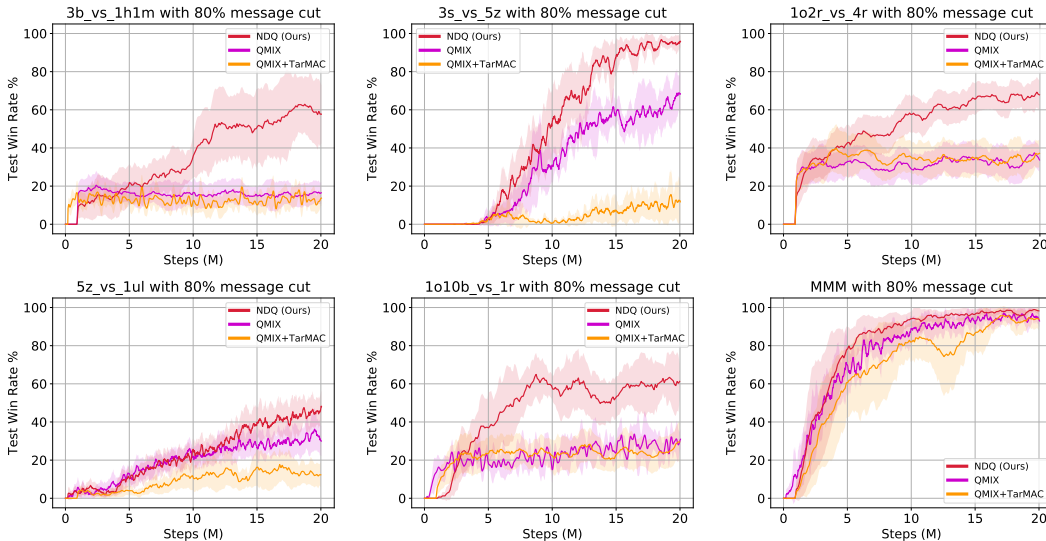 3b_vs_1h1m with 80% message cut
100
80
60
40
20
0
Test Win Rate %
NDQ (Ours)
QMIX
QMIX+TarMAC
0 5 10 15 20
Steps (M)
3s_vs_5z with 80% message cut
100
80
60
40
20
0
Test Win Rate %
NDQ (Ours)
QMIX
QMIX+TarMAC
0 5 10 15 20
Steps (M)
1o2r_vs_4r with 80% message cut
100
80
60
40
20
0
Test Win Rate %
NDQ (Ours)
QMIX
QMIX+TarMAC
0 5 10 15 20
Steps (M)
5z_vs_1ul with 80% message cut
100
80
60
40
20
0
Test Win Rate %
NDQ (Ours)
QMIX
QMIX+TarMAC
0 5 10 15 20
Steps (M)
1o10b_vs_1r with 80% message cut
100
80
60
40
20
0
Test Win Rate %
NDQ (Ours)
QMIX
QMIX+TarMAC
0 5 10 15 20
Steps (M)
MMM with 80% message cut
100
80
60
40
20
0
Test Win Rate %
NDQ (Ours)
QMIX
QMIX+TarMAC
0 5 10 15 20
Steps (M)